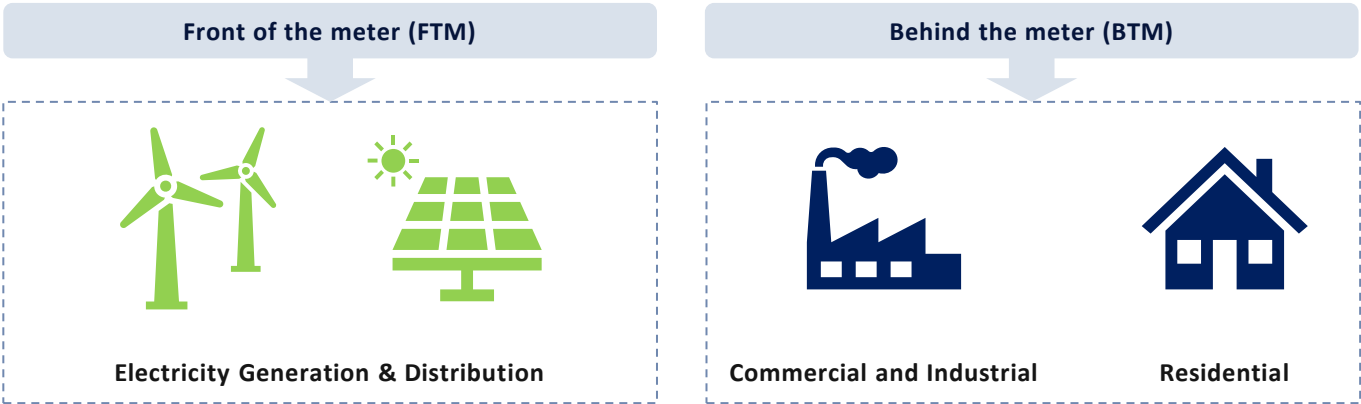 Front of the meter (FTM)
Behind the meter (BTM)
Electricity Generation & Distribution
Commercial and Industrial
Residential